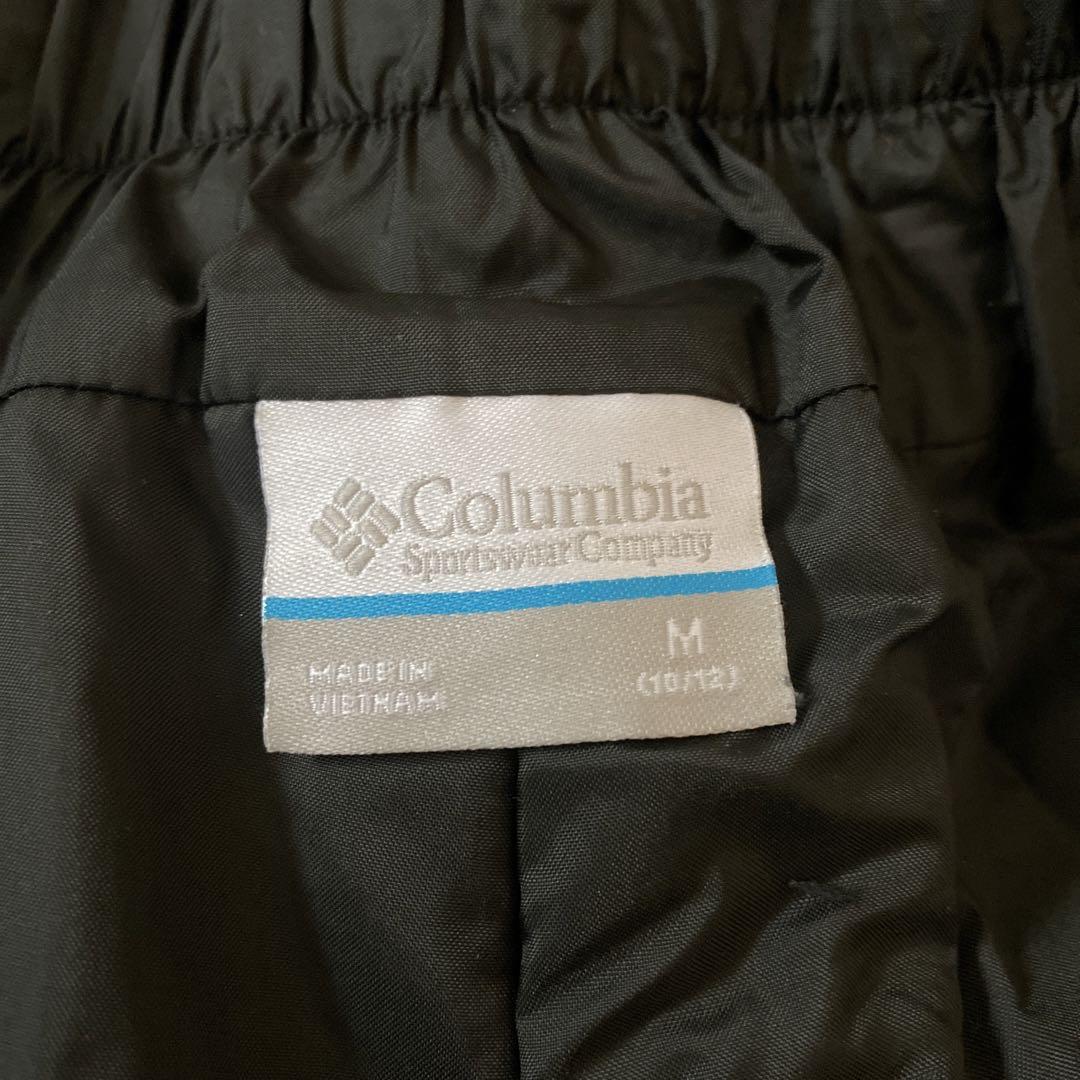 Columbia
Sportswear Company
M
(10/12)
MADE IN
VIETNAM